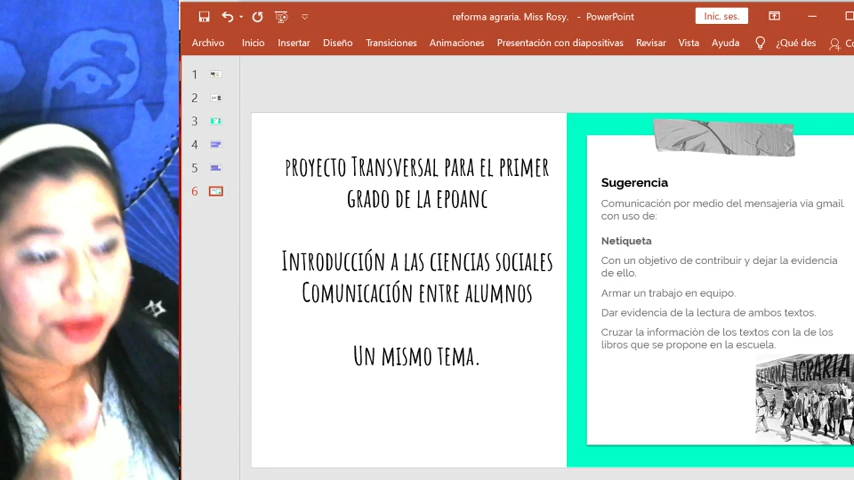 reforma agraria. Miss Rosy. - PowerPoint
Inic. ses.
Archivo Inicio Insertar Diseño Transiciones Animaciones Presentación con diapositivas Revisar Vista Ayuda ¿Qué des Co
1
2
3
4
5
6
pROYECTO TRANSVERSAL PARA EL PRIMER
GRADO DE LA EPOANC
INTRODUCCIÓN A LAS CIENCIAS SOCIALES
COMUNICACIÓN ENTRE ALUMNOS
UN MISMO TEMA.
Sugerencia
Comunicación por medio del mensajeria via gmail.
con uso de:
Netiqueta
Con un objetivo de contribuir y dejar la evidencia
de ello.
Armar un trabajo en equipo.
Dar evidencia de la lectura de ambos textos.
Cruzar la información de los textos con la de los
libros que se propone en la escuela.
REFORMA AGRARIA